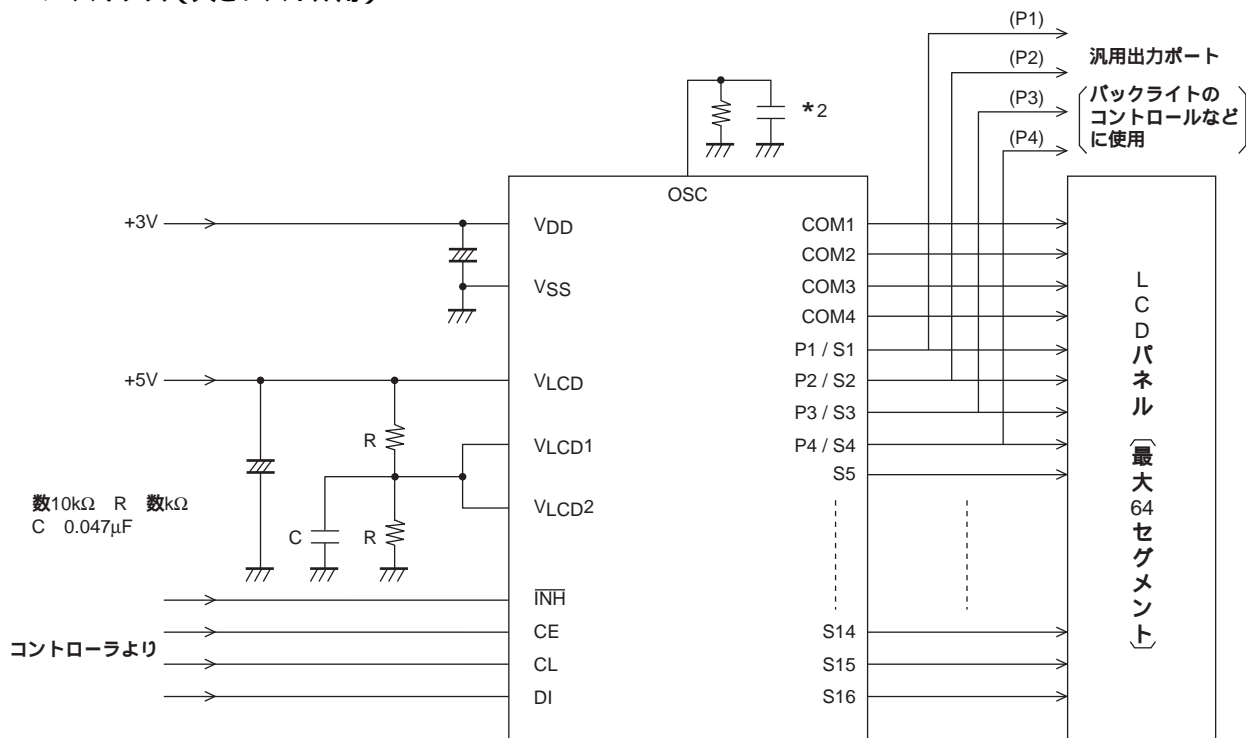 (P1)
(P2)
(P3)
(P4)
汎用出力ポート
バックライトの
コントロールなど
に使用
*2
OSC
+3V
VDD
VSS
+5V
VLCD
VLCD1
VLCD2
R
C
R
数10kΩ R 数kΩ
C 0.047μF
コントローラより
INH
CE
CL
DI
COM1
COM2
COM3
COM4
P1 / S1
P2 / S2
P3 / S3
P4 / S4
S5
S14
S15
S16
LCDパネル(最大64セグメント)